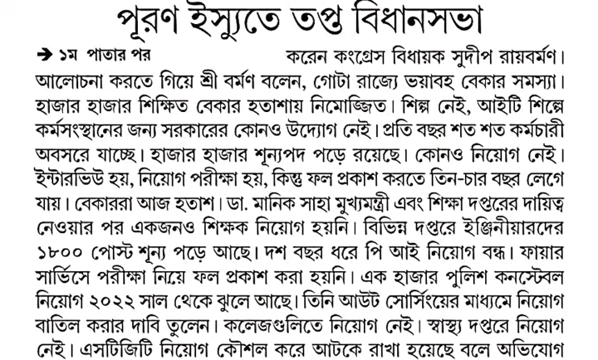 পূরণ ইস্যুতে তপ্ত বিধানসভা
➔ ১ম পাতার পর করেন কংগ্রেস বিধায়ক সুদীপ রায়বর্মণ।
আলোচনা করতে গিয়ে শ্রী বর্মণ বলেন, গোটা রাজ্যে ভয়াবহ বেকার সমস্যা।
হাজার হাজার শিক্ষিত বেকার হতাশায় নিমোজ্জিত। শিল্প নেই, আইটি শিল্পে
কর্মসংস্থানের জন্য সরকারের কোনও উদ্যোগ নেই। প্রতি বছর শত শত কর্মচারী
অবসরে যাচ্ছে। হাজার হাজার শূন্যপদ পড়ে রয়েছে। কোনও নিয়োগ নেই।
ইন্টারভিউ হয়, নিয়োগ পরীক্ষা হয়, কিন্তু ফল প্রকাশ করতে তিন-চার বছর লেগে
যায়। বেকাররা আজ হতাশ। ডা. মানিক সাহা মুখ্যমন্ত্রী এবং শিক্ষা দপ্তরের দায়িত্ব
নেওয়ার পর একজনও শিক্ষক নিয়োগ হয়নি। বিভিন্ন দপ্তরে ইঞ্জিনীয়ারদের
১৮০০ পোস্ট শূন্য পড়ে আছে। দশ বছর ধরে পি আই নিয়োগ বন্ধ। ফায়ার
সার্ভিসে পরীক্ষা নিয়ে ফল প্রকাশ করা হয়নি। এক হাজার পুলিশ কনস্টেবল
নিয়োগ ২০২২ সাল থেকে ঝুলে আছে। তিনি আউট সোর্সিংয়ের মাধ্যমে নিয়োগ
বাতিল করার দাবি তুলেন। কলেজগুলিতে নিয়োগ নেই। স্বাস্থ্য দপ্তরে নিয়োগ
নেই। এসটিজিটি নিয়োগ কৌশল করে আটকে রাখা হয়েছে বলে অভিযোগ